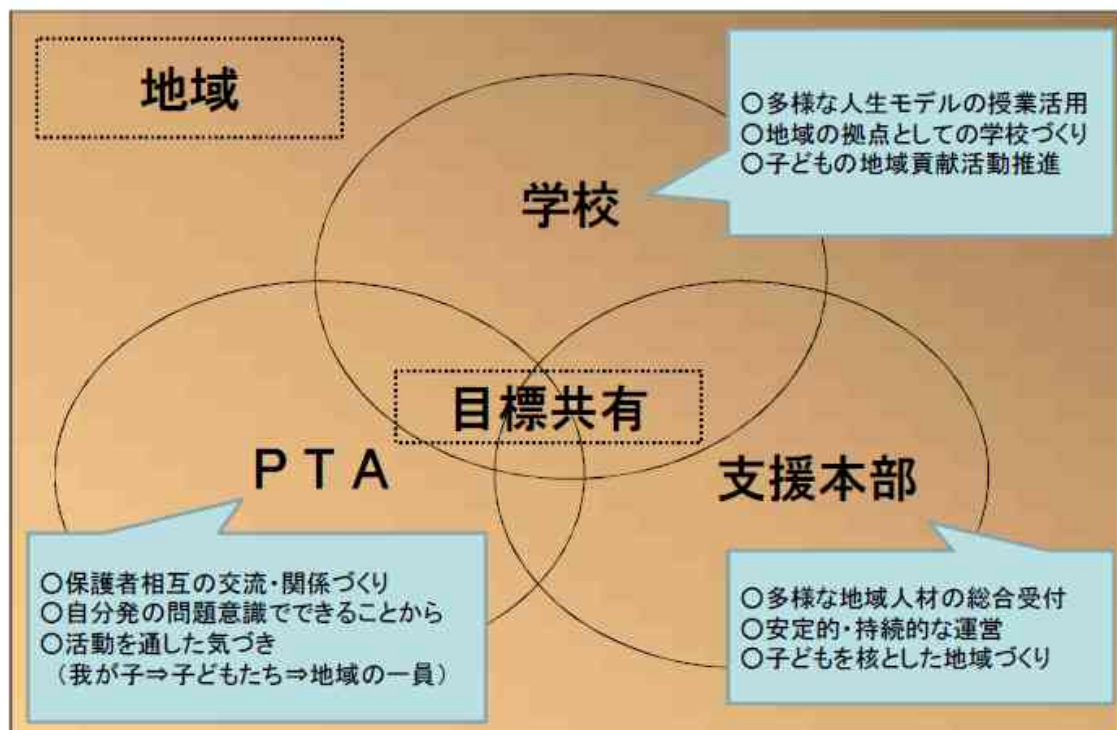 地域
○多様な人生モデルの授業活用
○地域の拠点としての学校づくり
○子どもの地域貢献活動推進
学校
目標共有
ＰＴＡ
支援本部
○保護者相互の交流・関係づくり
○自分発の問題意識でできることから
○活動を通した気づき
（我が子⇒子どもたち⇒地域の一員）
○多様な地域人材の総合受付
○安定的・持続的な運営
○子どもを核とした地域づくり